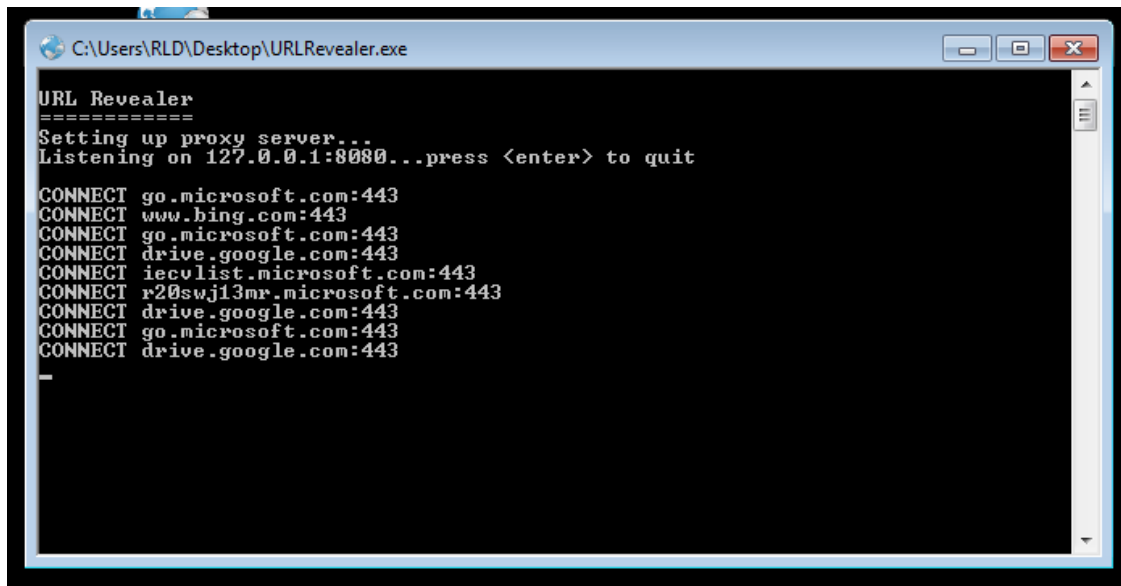 C:\Users\RLD\Desktop\URLRevealer.exe
URL Revealer
============
Setting up proxy server...
Listening on 127.0.0.1:8080...press <enter> to quit
CONNECT go.microsoft.com:443
CONNECT www.bing.com:443
CONNECT go.microsoft.com:443
CONNECT drive.google.com:443
CONNECT iecvlist.microsoft.com:443
CONNECT r20swj13mr.microsoft.com:443
CONNECT drive.google.com:443
CONNECT go.microsoft.com:443
CONNECT drive.google.com:443